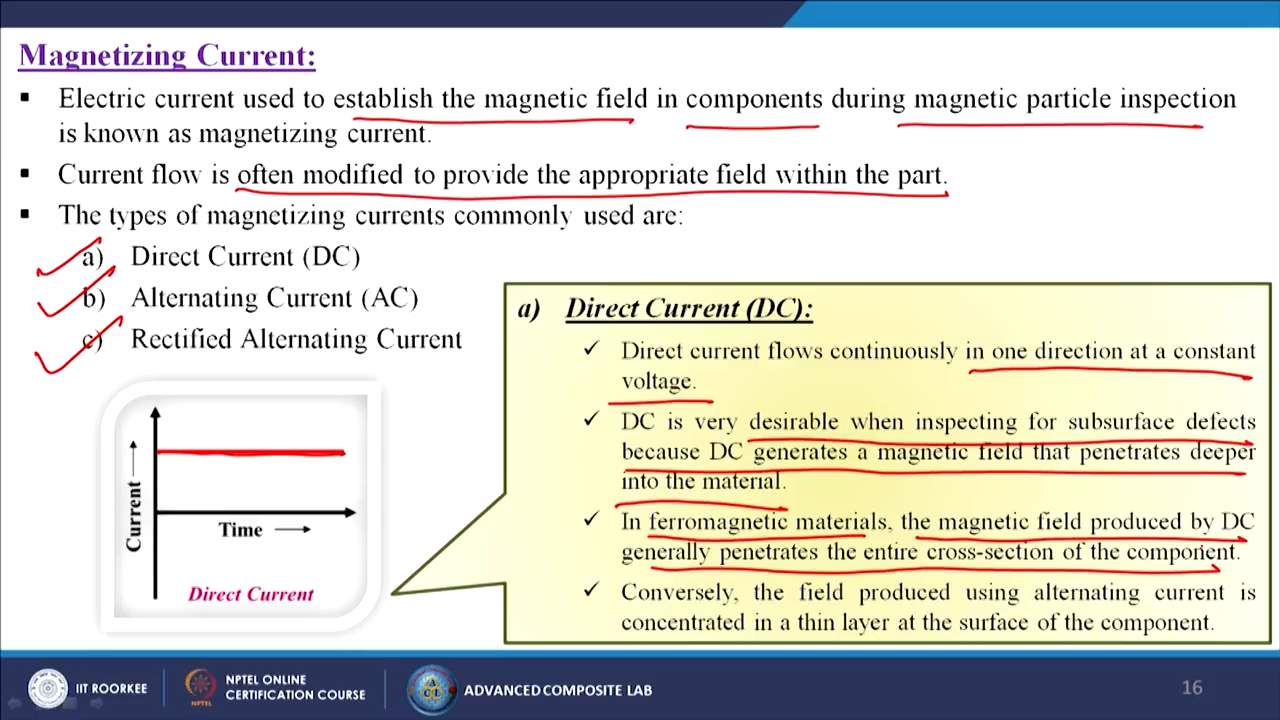 Magnetizing Current:
▪ Electric current used to establish the magnetic field in components during magnetic particle inspection
is known as magnetizing current.
▪ Current flow is often modified to provide the appropriate field within the part.
▪ The types of magnetizing currents commonly used are:
a) Direct Current (DC)
b) Alternating Current (AC)
c) Rectified Alternating Current
a) Direct Current (DC):
✓ Direct current flows continuously in one direction at a constant
voltage.
✓ DC is very desirable when inspecting for subsurface defects
because DC generates a magnetic field that penetrates deeper
into the material.
✓ In ferromagnetic materials, the magnetic field produced by DC
generally penetrates the entire cross-section of the component.
✓ Conversely, the field produced using alternating current is
concentrated in a thin layer at the surface of the component.
Current →
Time →
Direct Current
IIT ROORKEE
NPTEL
NPTEL ONLINE
CERTIFICATION COURSE
ACL
ADVANCED COMPOSITE LAB
16